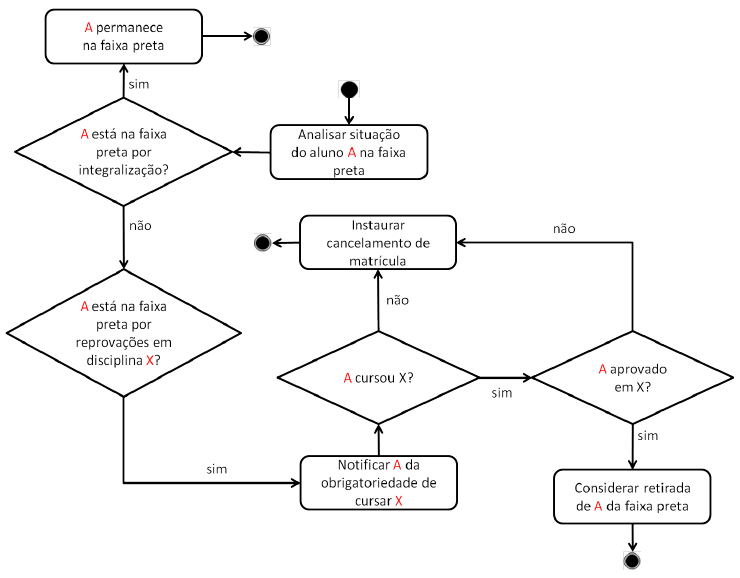 A permanece
na faixa preta
sim
A está na faixa
preta por
integralização?
Analisar situação
do aluno A na faixa
preta
não
A está na faixa
preta por
reprovações em
disciplina X?
sim
Notificar A da
obrigatoriedade de
cursar X
A cursou X?
não
Instaurar
cancelamento de
matrícula
sim
A aprovado
em X?
não
sim
Considerar retirada
de A da faixa preta